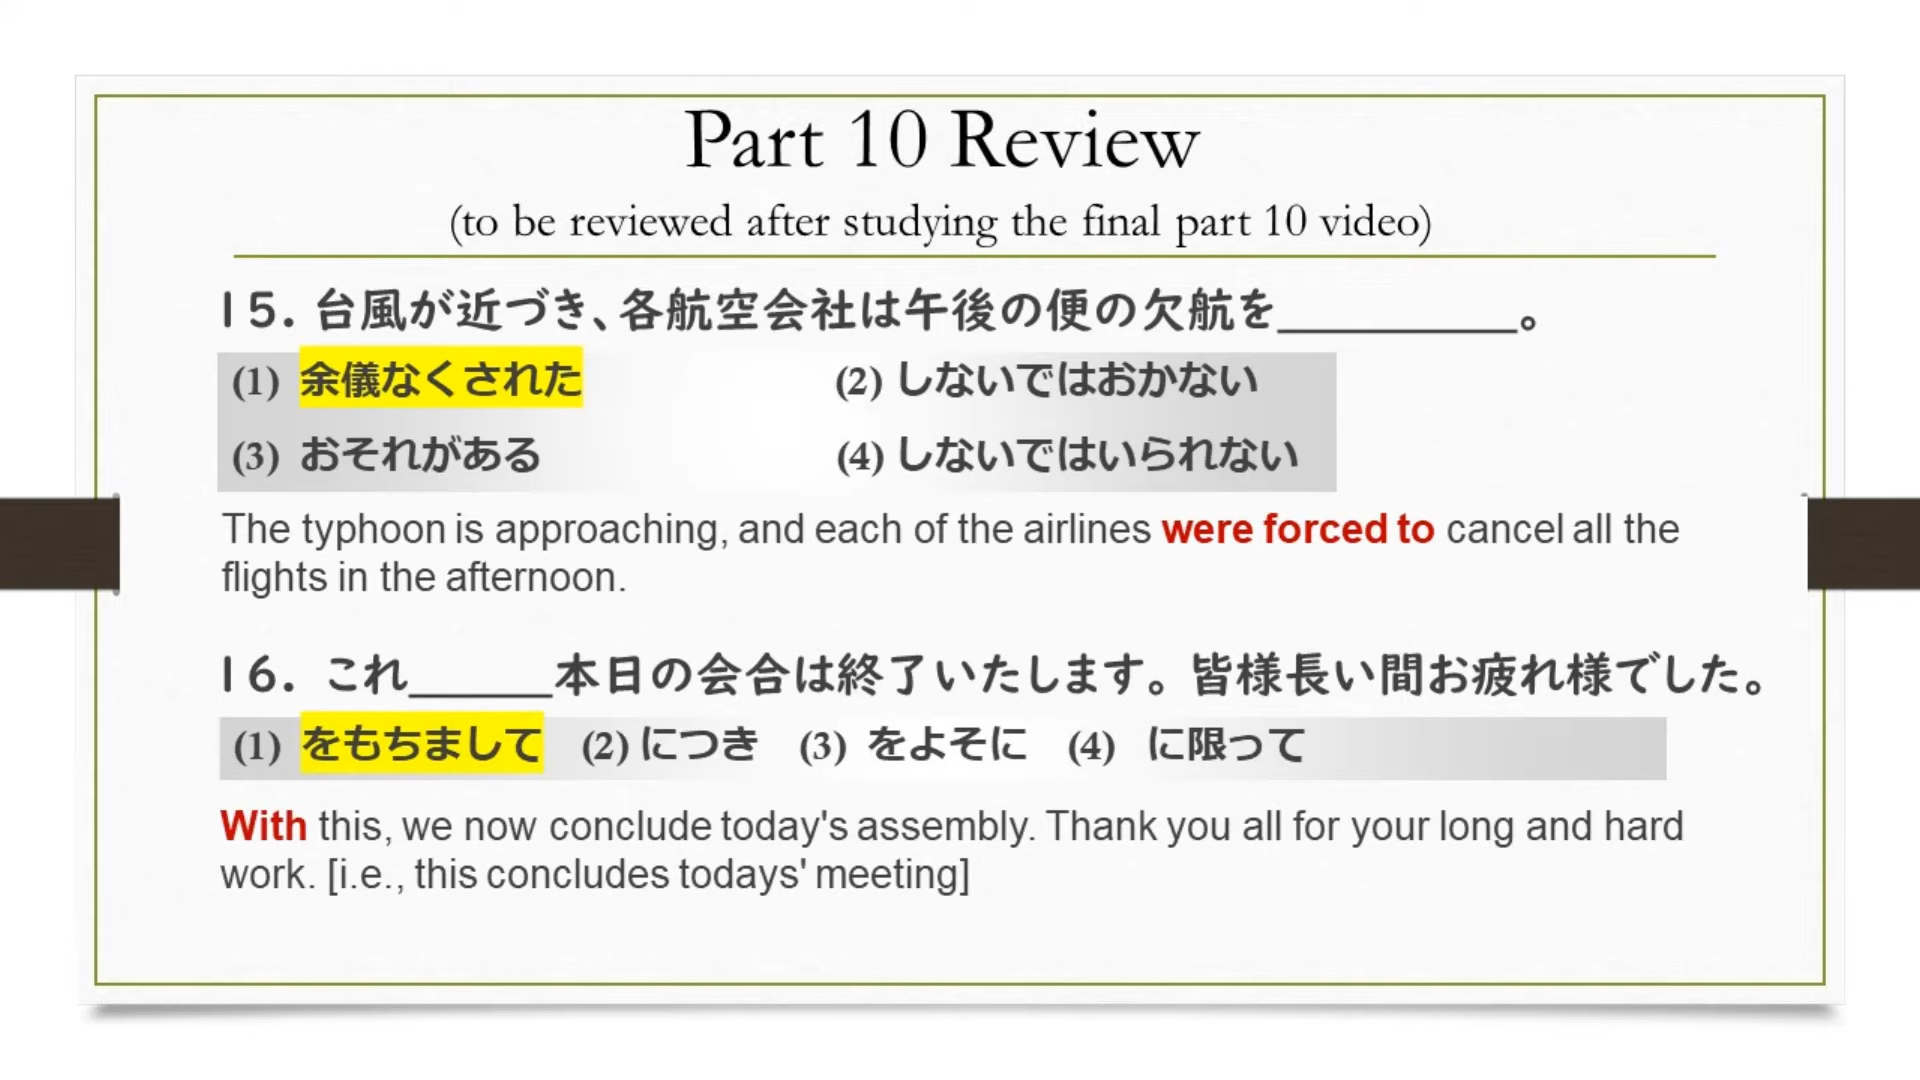 Part 10 Review
(to be reviewed after studying the final part 10 video)
15. 台風が近づき、各航空会社は午後の便の欠航を__________。
(1) 余儀なくされた (2) しないではおかない
(3) おそれがある (4) しないではいられない
The typhoon is approaching, and each of the airlines were forced to cancel all the
flights in the afternoon.
16. これ______本日の会合は終了いたします。皆様長い間お疲れ様でした。
(1) をもちまして (2) につき (3) をよそに (4) に限って
With this, we now conclude today's assembly. Thank you all for your long and hard
work. [i.e., this concludes todays' meeting]